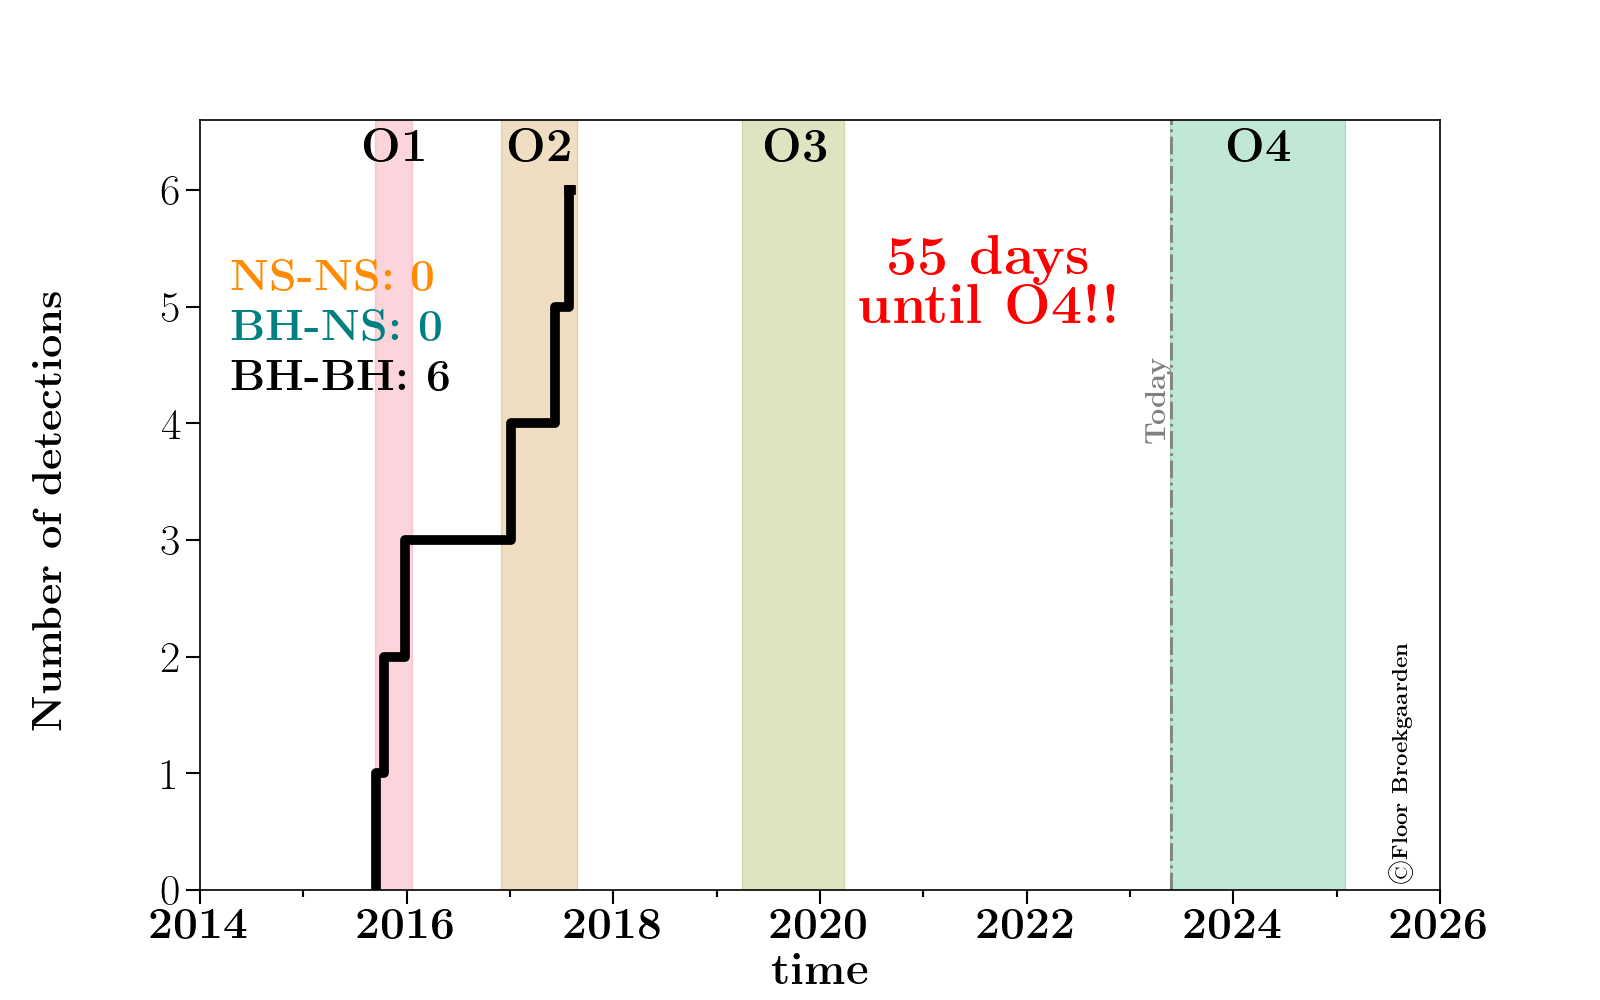 O1 O2 O3 O4
6
5
4
3
2
1
0
Number of detections
NS-NS: 0
BH-NS: 0
BH-BH: 6
55 days
until O4!!
Today
©Floor Broekgaarden
2014 2016 2018 2020 2022 2024 2026
time